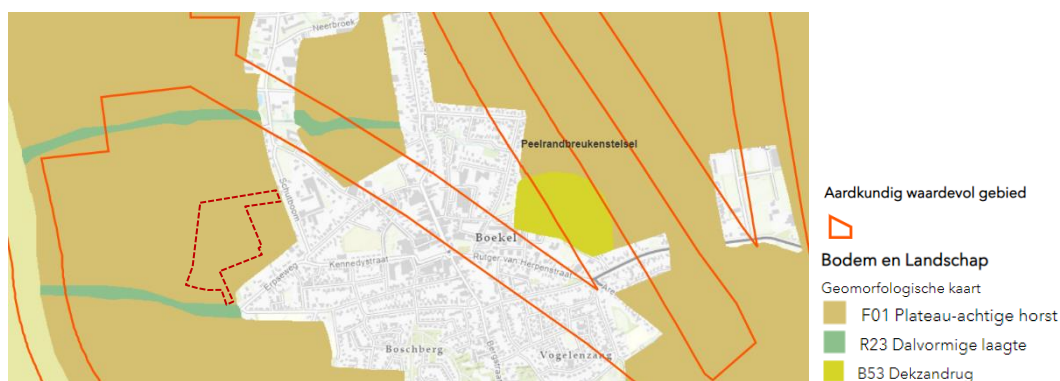 Neerbroek
Peelrandbreukenstelsel
Schutboom
Boekel
Rutger van Herpenstraat
Kennedystraat
Erpseweg
Boschberg
Vogelenzang
Aardkundig waardevol gebied
Bodem en Landschap
Geomorfologische kaart
F01 Plateau-achtige horst
R23 Dalvormige laagte
B53 Dekzandrug